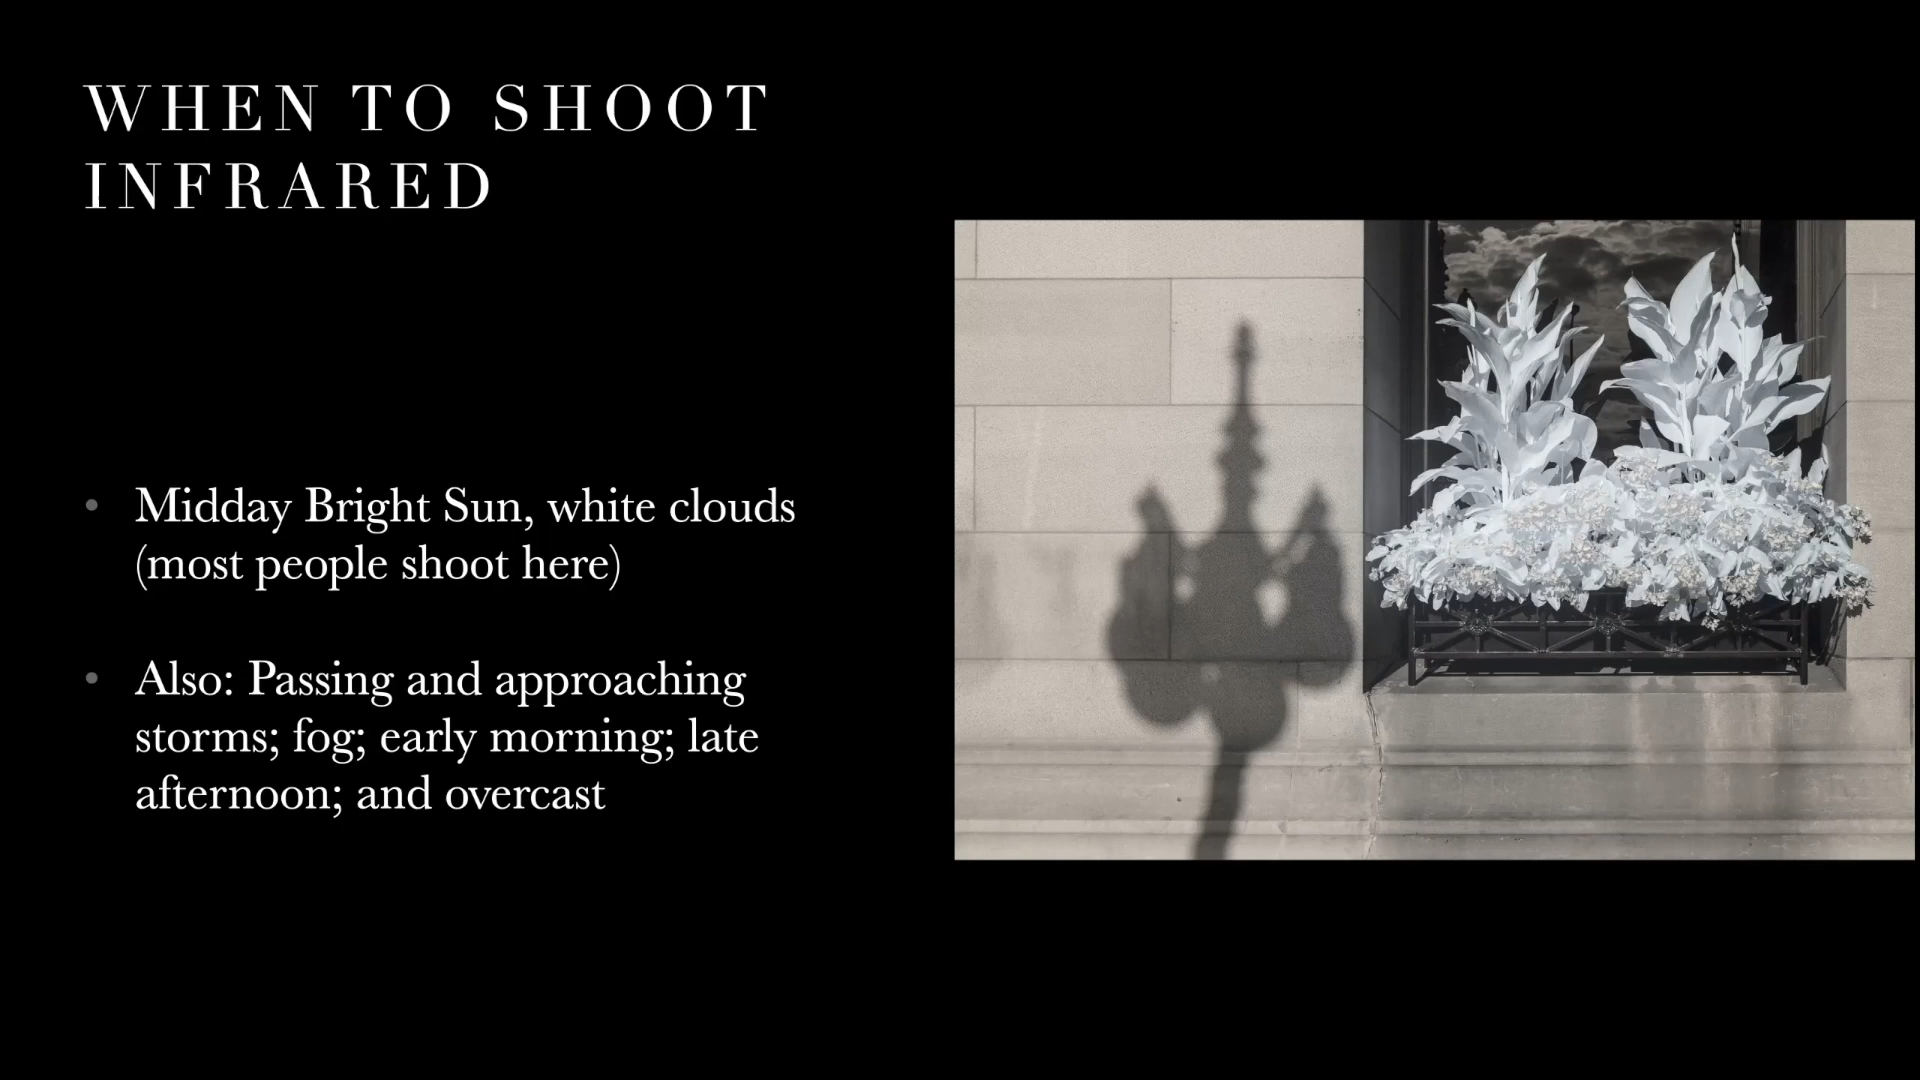 WHEN TO SHOOT
INFRARED
• Midday Bright Sun, white clouds
(most people shoot here)
• Also: Passing and approaching
storms; fog; early morning; late
afternoon; and overcast